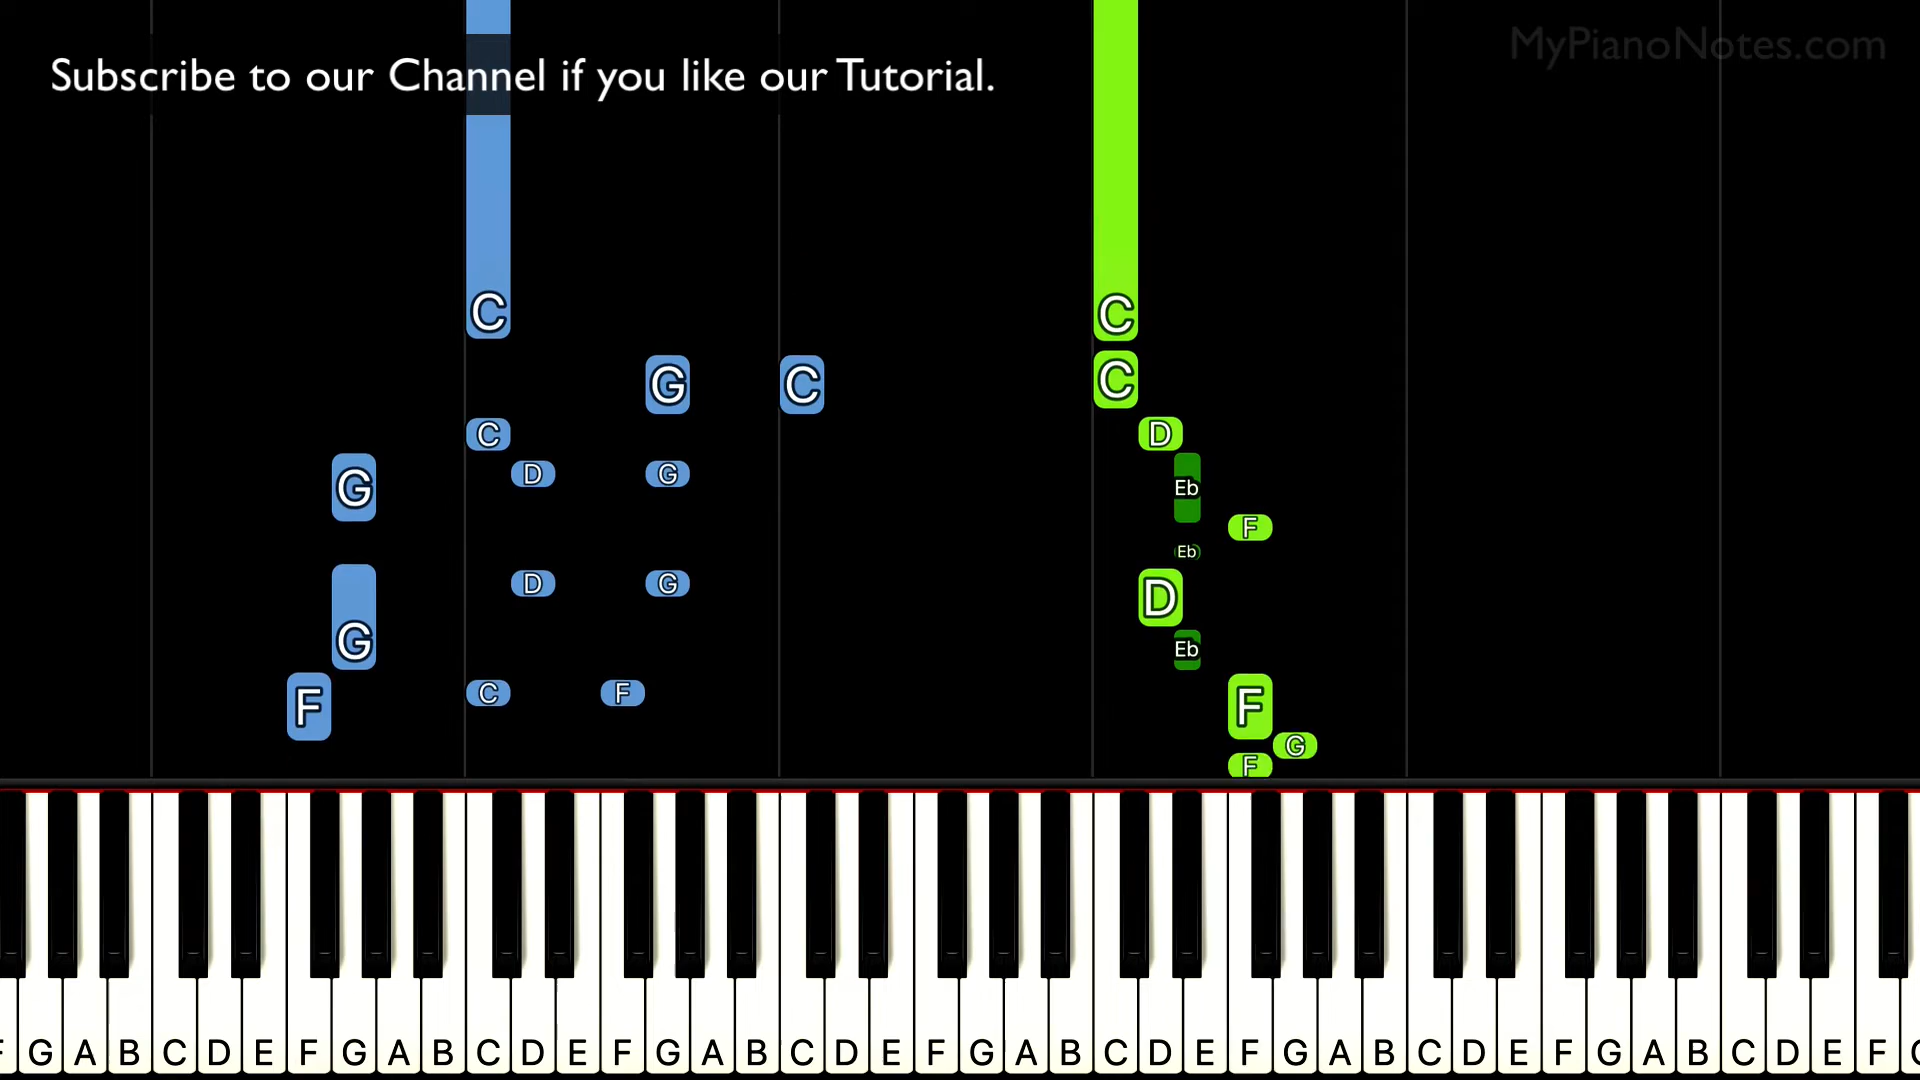 MyPianoNotes.com
Subscribe to our Channel if you like our Tutorial.
C C
G C C
C D
D G
G Eb
F
Eb
D G
D
G Eb
C F
F F
G
F
G A B C D E F G A B C D E F G A B C D E F G A B C D E F G A B C D E F G A B C D E F